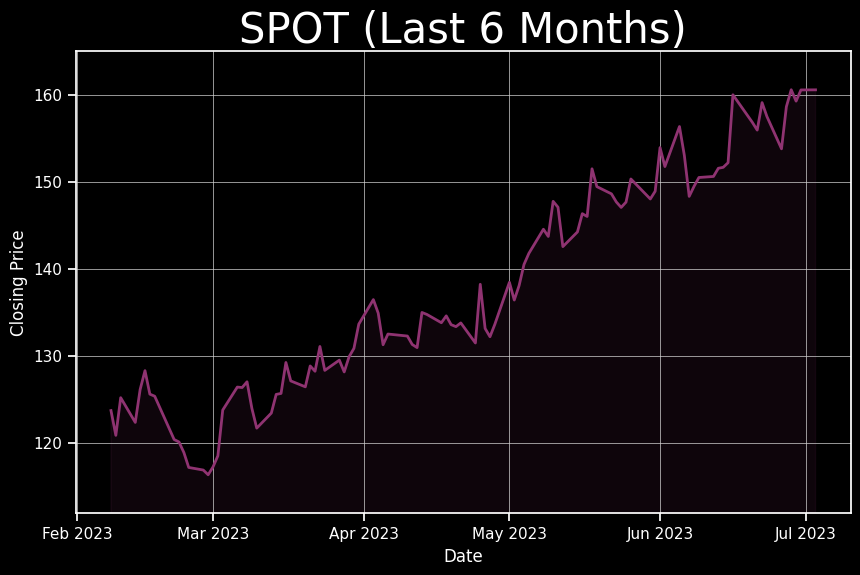 SPOT (Last 6 Months)
160
150
140
130
120
Closing Price
Feb 2023 Mar 2023 Apr 2023 May 2023 Jun 2023 Jul 2023
Date